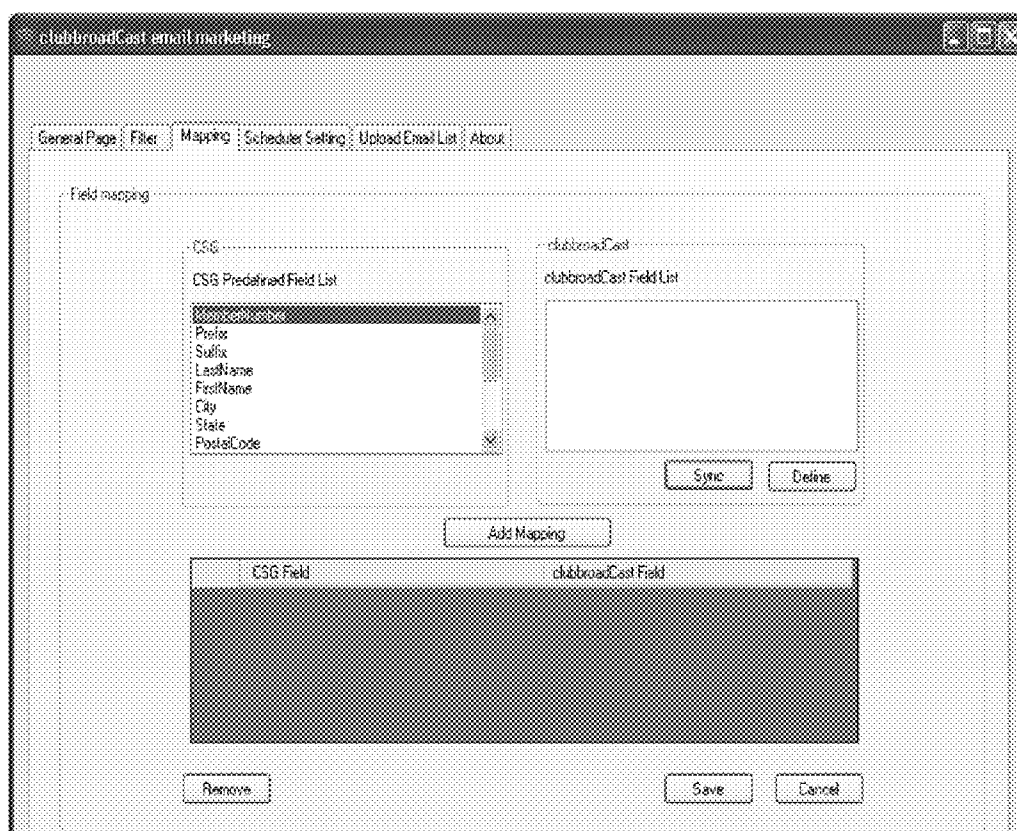 clubbroadCast email marketing
General Page Filter Mapping Scheduler Setting Upload Email List About
Field mapping
CSG
CSG Predefined Field List
MemberNumber
Prefix
Suffix
LastName
FirstName
City
State
PostalCode
clubbroadCast
clubbroadCast Field List
Sync Define
Add Mapping
CSG Field clubbroadCast Field
Remove Save Cancel